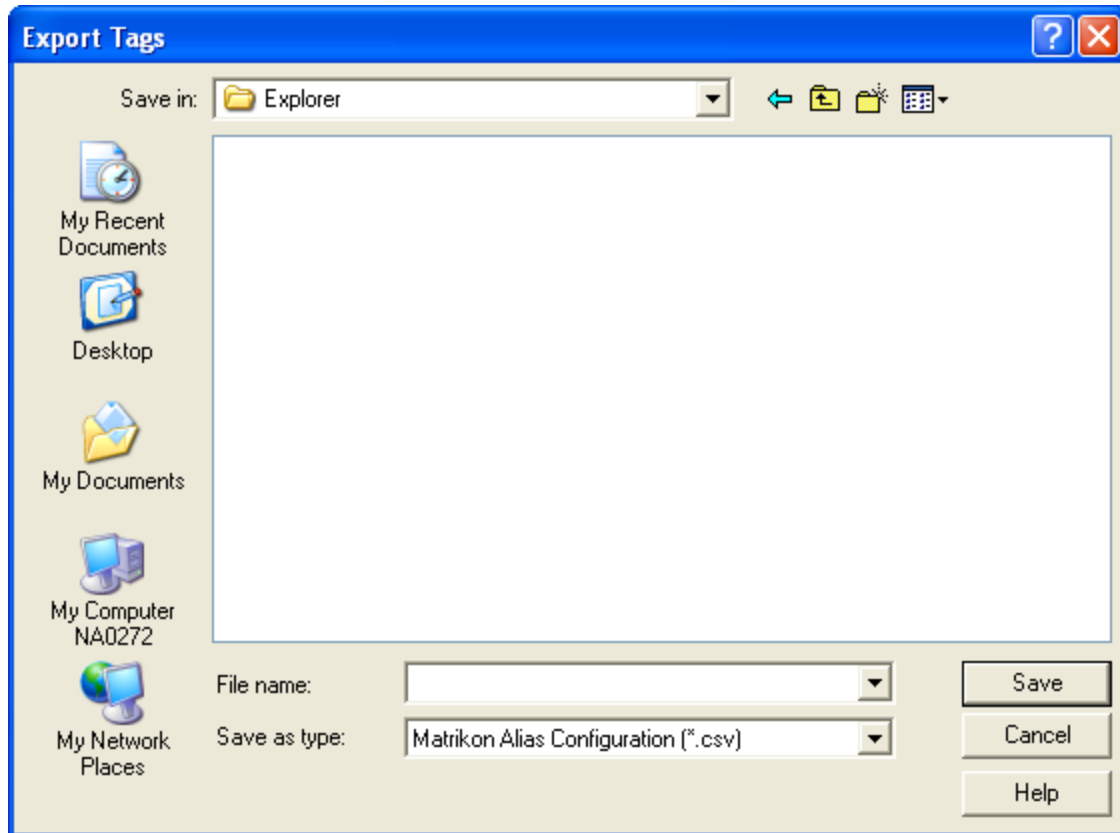 Export Tags
Save in:
Explorer
My Recent
Documents
Desktop
My Documents
My Computer
NA0272
My Network
Places
File name:
Save
Save as type:
Matrikon Alias Configuration (*.csv)
Cancel
Help